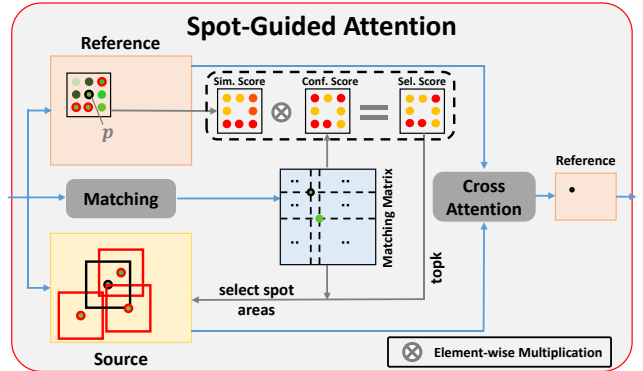 Spot-Guided Attention
Reference
Sim. Score
Conf. Score
Sel. Score
p
Matching
Matching Matrix
Cross
Attention
Reference
topk
select spot
areas
Source
Element-wise Multiplication